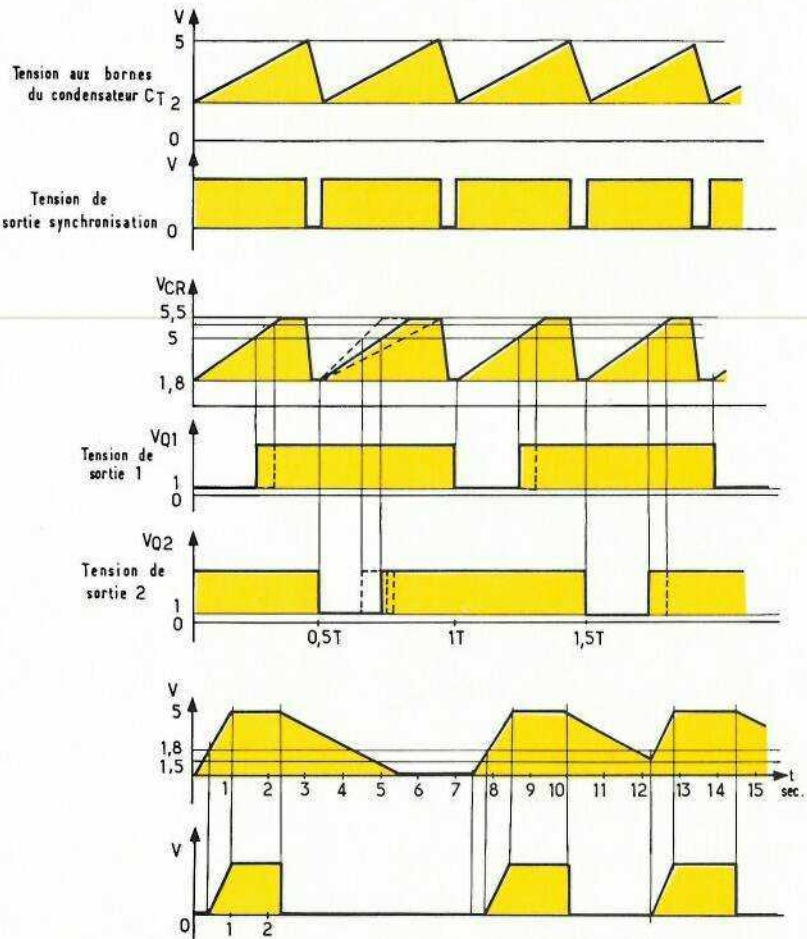 V
5
Tension aux bornes
du condensateur CT 2
0
V
Tension de
sortie synchronisation
0
VCR
5,5
5
1,8
VQ1
Tension de
sortie 1
1
0
VQ2
Tension de
sortie 2
1
0
0,5T 1T 1,5T
V
5
1,8
1,5
1 2 3 4 5 6 7 8 9 10 11 12 13 14 15
t
sec.
V
0 1 2